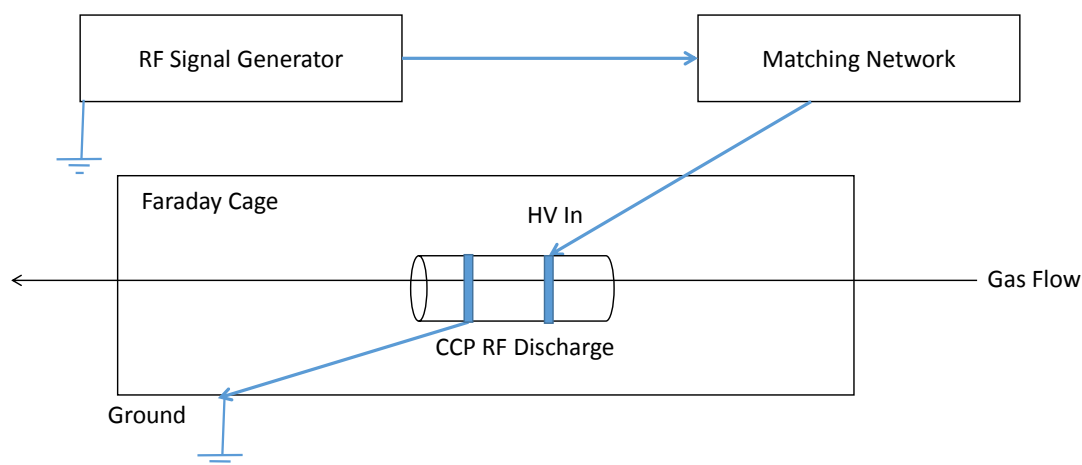 RF Signal Generator
Matching Network
Faraday Cage
HV In
Gas Flow
CCP RF Discharge
Ground